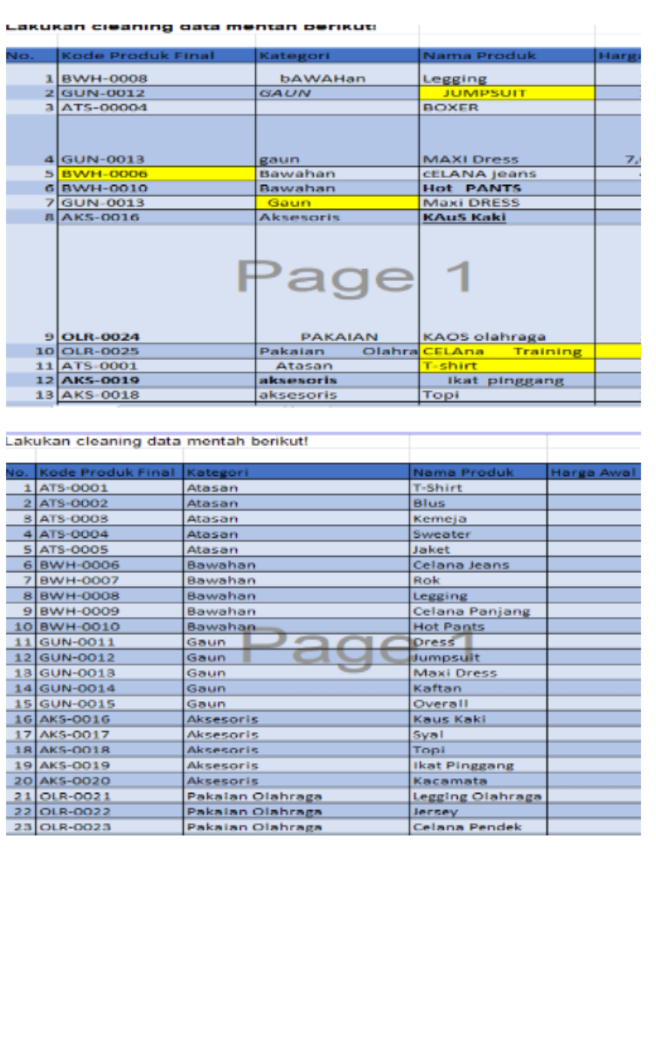 Lakukan cleaning data mentah berikut!
No. Kode Produk Final Kategori Nama Produk Harga
1 BWH-0008 bAWAHan Legging
2 GUN-0012 GAUN JUMPSUIT
3 ATS-00004 BOXER
4 GUN-0013 gaun MAXI Dress 7,
5 BWH-0006 Bawahan cELANA jeans
6 BWH-0010 Bawahan Hot PANTS
7 GUN-0013 Gaun Maxi DRESS
8 AKS-0016 Aksesoris KAuS Kaki
Page 1
9 OLR-0024 PAKAIAN KAOS olahraga
10 OLR-0025 Pakaian Olahra CELAna Training
11 ATS-0001 Atasan T-shirt
12 AKS-0019 aksesoris Ikat pinggang
13 AKS-0018 aksesoris Topi
Lakukan cleaning data mentah berikut!
No. Kode Produk Final Kategori Nama Produk Harga Awal
1 ATS-0001 Atasan T-Shirt
2 ATS-0002 Atasan Blus
3 ATS-0003 Atasan Kemeja
4 ATS-0004 Atasan Sweater
5 ATS-0005 Atasan Jaket
6 BWH-0006 Bawahan Celana Jeans
7 BWH-0007 Bawahan Rok
8 BWH-0008 Bawahan Legging
9 BWH-0009 Bawahan Celana Panjang
10 BWH-0010 Bawahan Hot Pants
Page 1
11 GUN-0011 Gaun Dress
12 GUN-0012 Gaun Jumpsuit
13 GUN-0013 Gaun Maxi Dress
14 GUN-0014 Gaun Kaftan
15 GUN-0015 Gaun Overall
16 AKS-0016 Aksesoris Kaus Kaki
17 AKS-0017 Aksesoris Syal
18 AKS-0018 Aksesoris Topi
19 AKS-0019 Aksesoris Ikat Pinggang
20 AKS-0020 Aksesoris Kacamata
21 OLR-0021 Pakaian Olahraga Legging Olahraga
22 OLR-0022 Pakaian Olahraga Jersey
23 OLR-0023 Pakaian Olahraga Celana Pendek